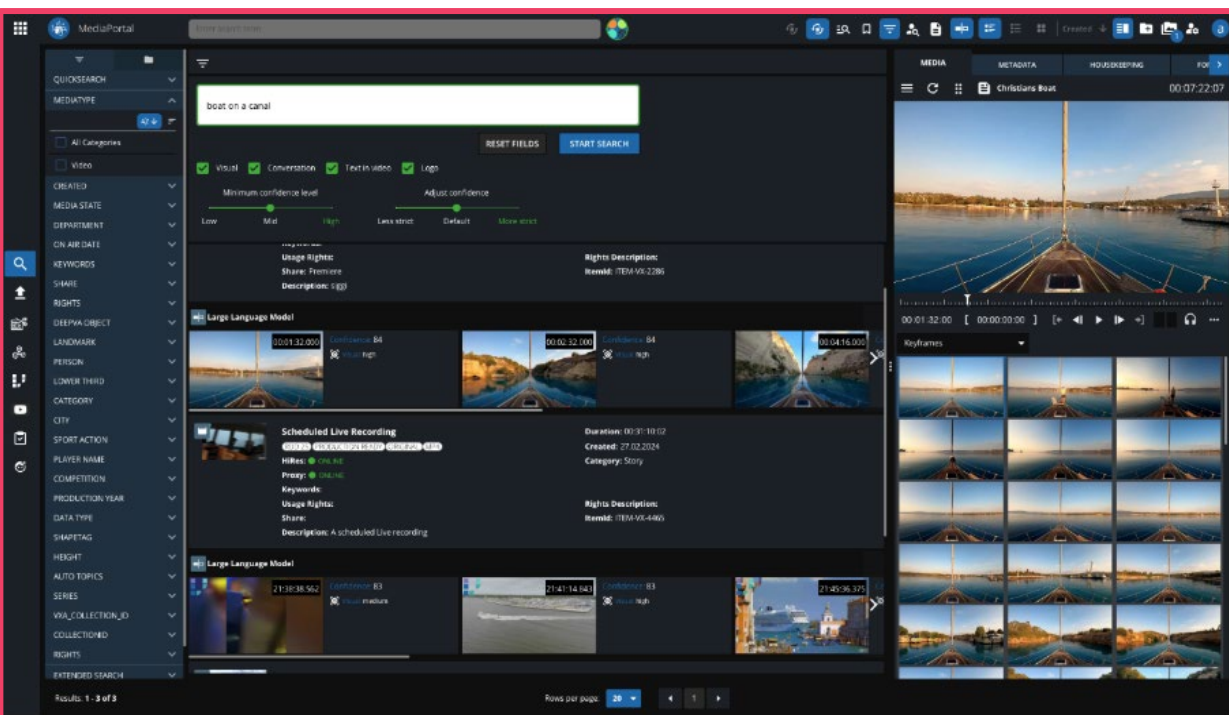 MediaPortal
Enter search term
Created
QUICKSEARCH
MEDIATYPE
All Categories
Video
CREATED
MEDIA STATE
DEPARTMENT
ON AIR DATE
KEYWORDS
SHARE
RIGHTS
DEEPVA OBJECT
LANDMARK
PERSON
LOWER THIRD
CATEGORY
CITY
SPORT ACTION
PLAYER NAME
COMPETITION
PRODUCTION YEAR
DATA TYPE
SHAPETAG
HEIGHT
AUTO TOPICS
SERIES
VXA_COLLECTION_ID
COLLECTIONID
RIGHTS
EXTENDED SEARCH
boat on a canal
RESET FIELDS START SEARCH
Visual Conversation Text in video Logo
Minimum confidence level Adjust confidence
Low Mid High Less strict Default More strict
Usage Rights: Rights Description:
Share: Premiere ItemId: ITEM-VX-2286
Description: siggi
Large Language Model
00:01:32.000 Confidence: 84 00:02:32.000 Confidence: 84 00:04:16.000
Visual: high Visual: high
Scheduled Live Recording Duration: 00:31:10:02
Created: 27.02.2024
HiRes: ONLINE Category: Story
Proxy: ONLINE
Keywords:
Usage Rights: Rights Description:
Share: ItemId: ITEM-VX-4465
Description: A scheduled Live recording
Large Language Model
21:38:38.562 Confidence: 83 21:41:14.843 Confidence: 83 21:45:36.375
Visual: medium Visual: high
MEDIA METADATA HOUSEKEEPING
Christians Boat 00:07:22:07
00:01:32:00 [ 00:00:00:00 ]
Keyframes
Results: 1 - 3 of 3
Rows per page: 20 1